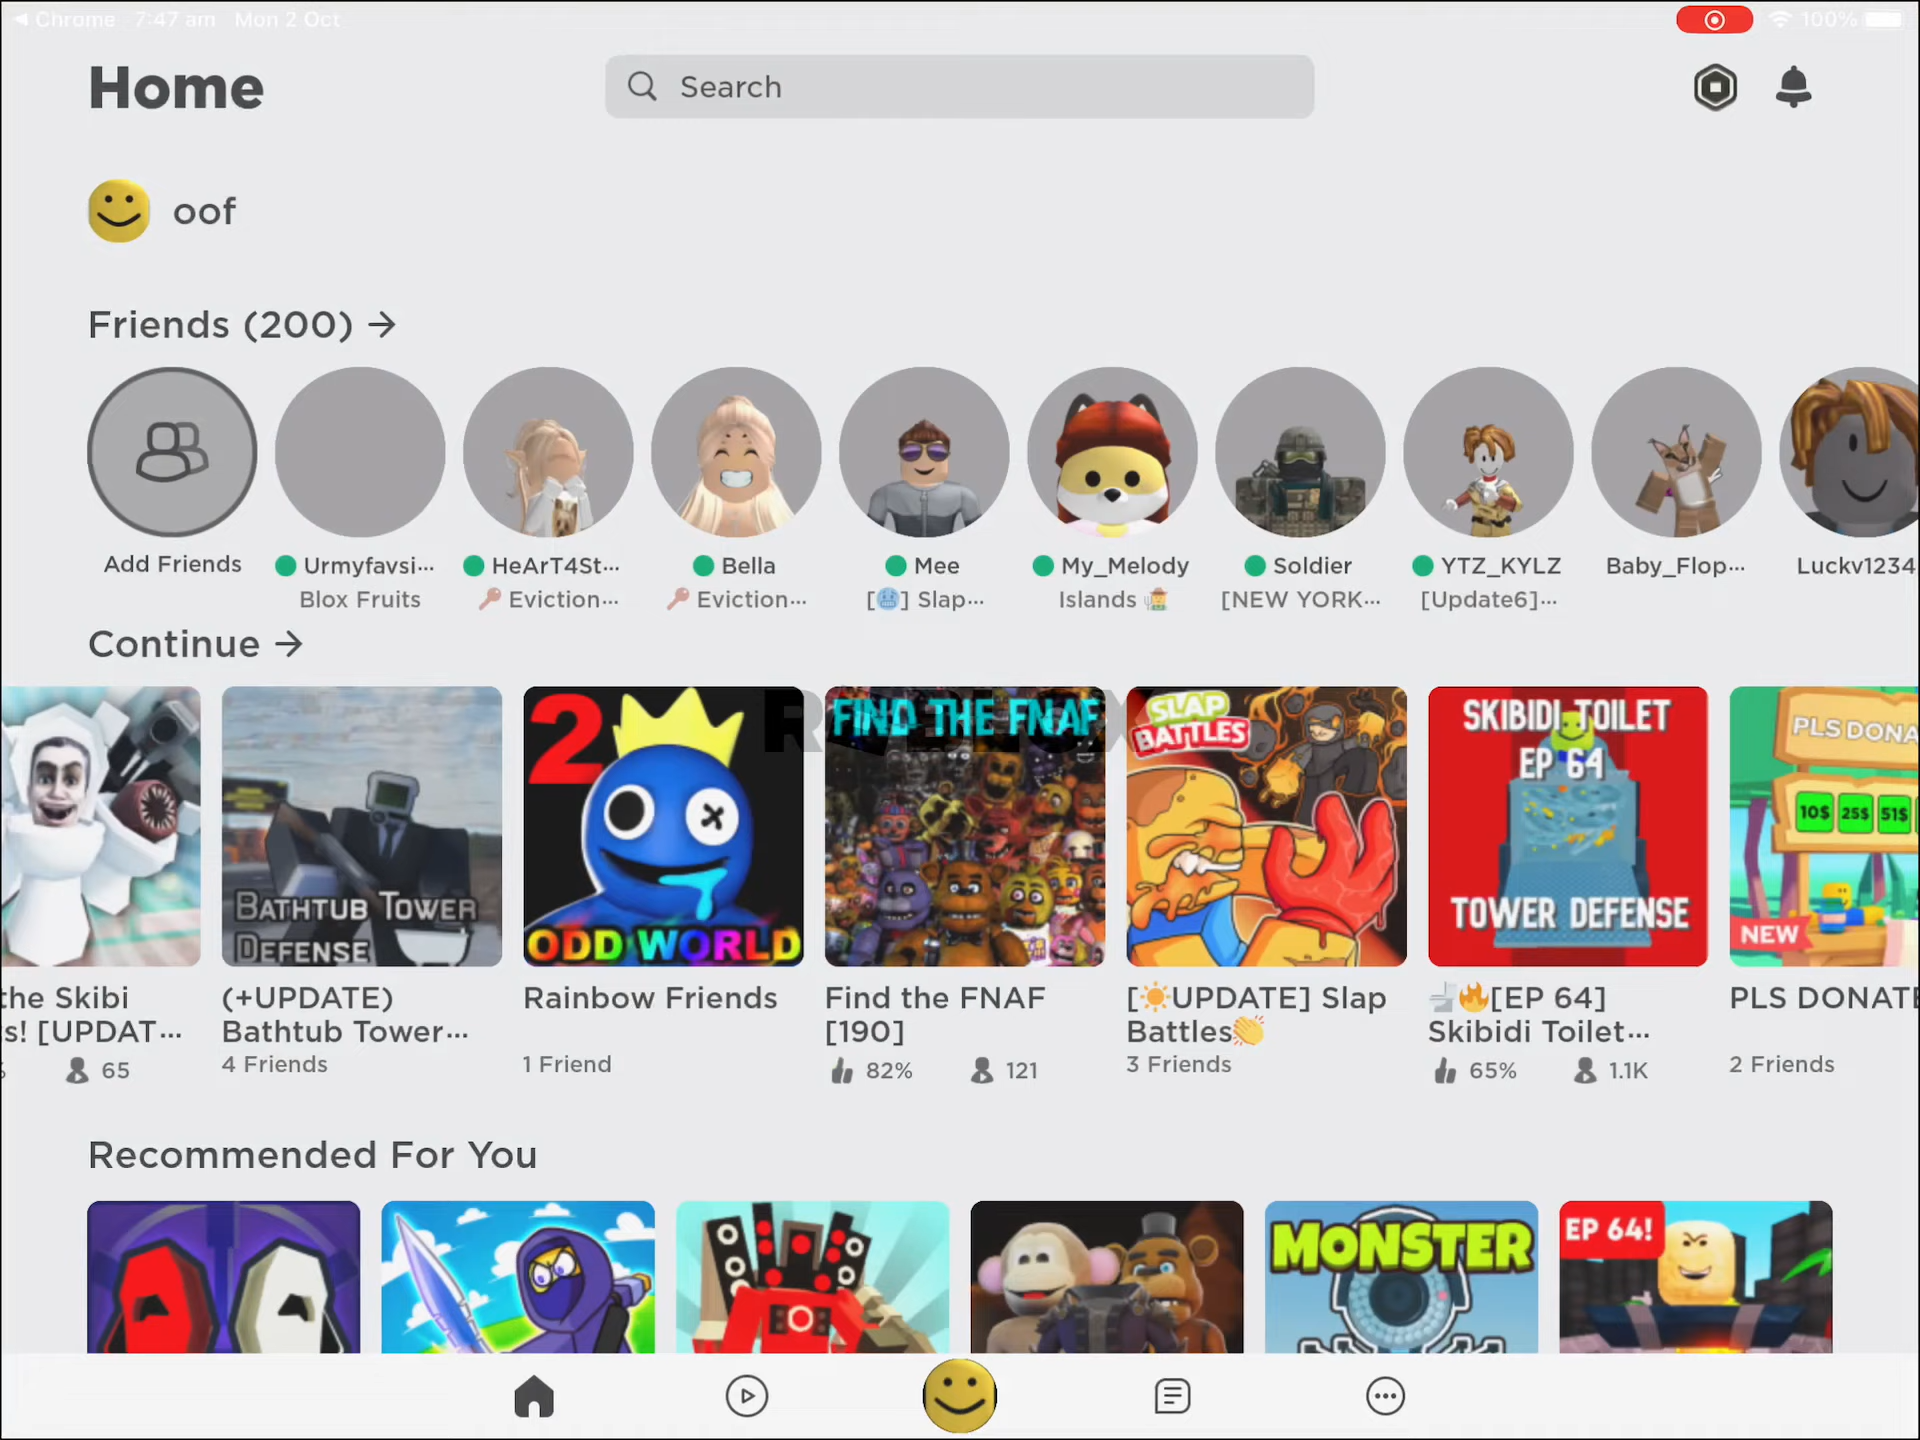 Chrome 7:47 am Mon 2 Oct
100%
Home
Search
oof
Friends (200)
Add Friends
Urmyfavsi...
HeArT4St...
Bella
Mee
My_Melody
Soldier
YTZ_KYLZ
Baby_Flop...
Blox Fruits
Eviction...
Eviction...
[🥶] Slap...
Islands 🤠
[NEW YORK...
[Update6]...
Continue
BATHTUB TOWER
DEFENSE
2
ODD WORLD
FIND THE FNAF
SLAP
BATTLES
SKIBIDI TOILET
EP 64
TOWER DEFENSE
PLS DONA
10$ 25$ 51$
NEW
the Skibi
s! [UPDAT...
65
(+UPDATE)
Bathtub Tower...
4 Friends
Rainbow Friends
1 Friend
Find the FNAF
[190]
82% 121
[☀️UPDATE] Slap
Battles👏
3 Friends
🚽🔥[EP 64]
Skibidi Toilet...
65% 1.1K
PLS DONATE
2 Friends
Recommended For You
MONSTER
EP 64!